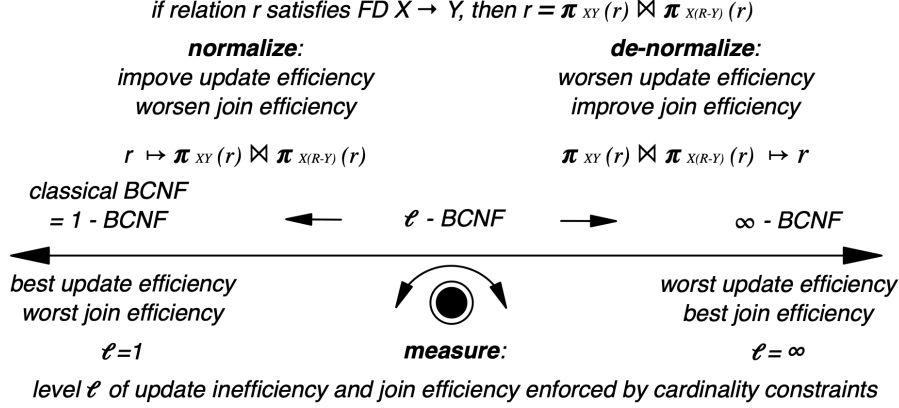 if relation r satisfies FD X → Y, then r = π XY (r) ⋈ π X(R-Y) (r)
normalize:
impove update efficiency
worsen join efficiency
r ↦ π XY (r) ⋈ π X(R-Y) (r)
de-normalize:
worsen update efficiency
improve join efficiency
π XY (r) ⋈ π X(R-Y) (r) ↦ r
classical BCNF
= 1 - BCNF
ℓ - BCNF
∞ - BCNF
best update efficiency
worst join efficiency
ℓ=1
measure:
worst update efficiency
best join efficiency
ℓ = ∞
level ℓ of update inefficiency and join efficiency enforced by cardinality constraints